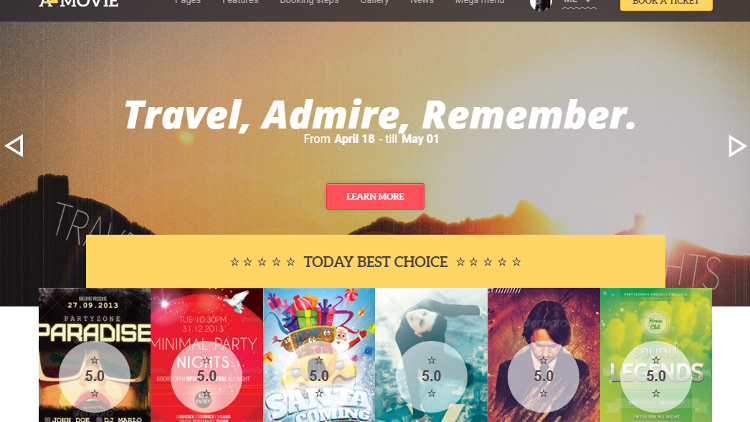 A MOVIE
Pages Features Booking steps Gallery News Mega menu ME BOOK A TICKET
Travel, Admire, Remember.
From April 18 - till May 01
LEARN MORE
☆ ☆ ☆ ☆ ☆ TODAY BEST CHOICE ☆ ☆ ☆ ☆ ☆
27.09.2013
PARTYZONE
PARADISE
5.0
JOHN DOE DJ MARLO
TUE 10:30PM
31.12.2013
MINIMAL PARTY
NIGHTS
5.0
5.0
SANTA
COMING
5.0
5.0
House
Club
sound
LEGENDS
5.0